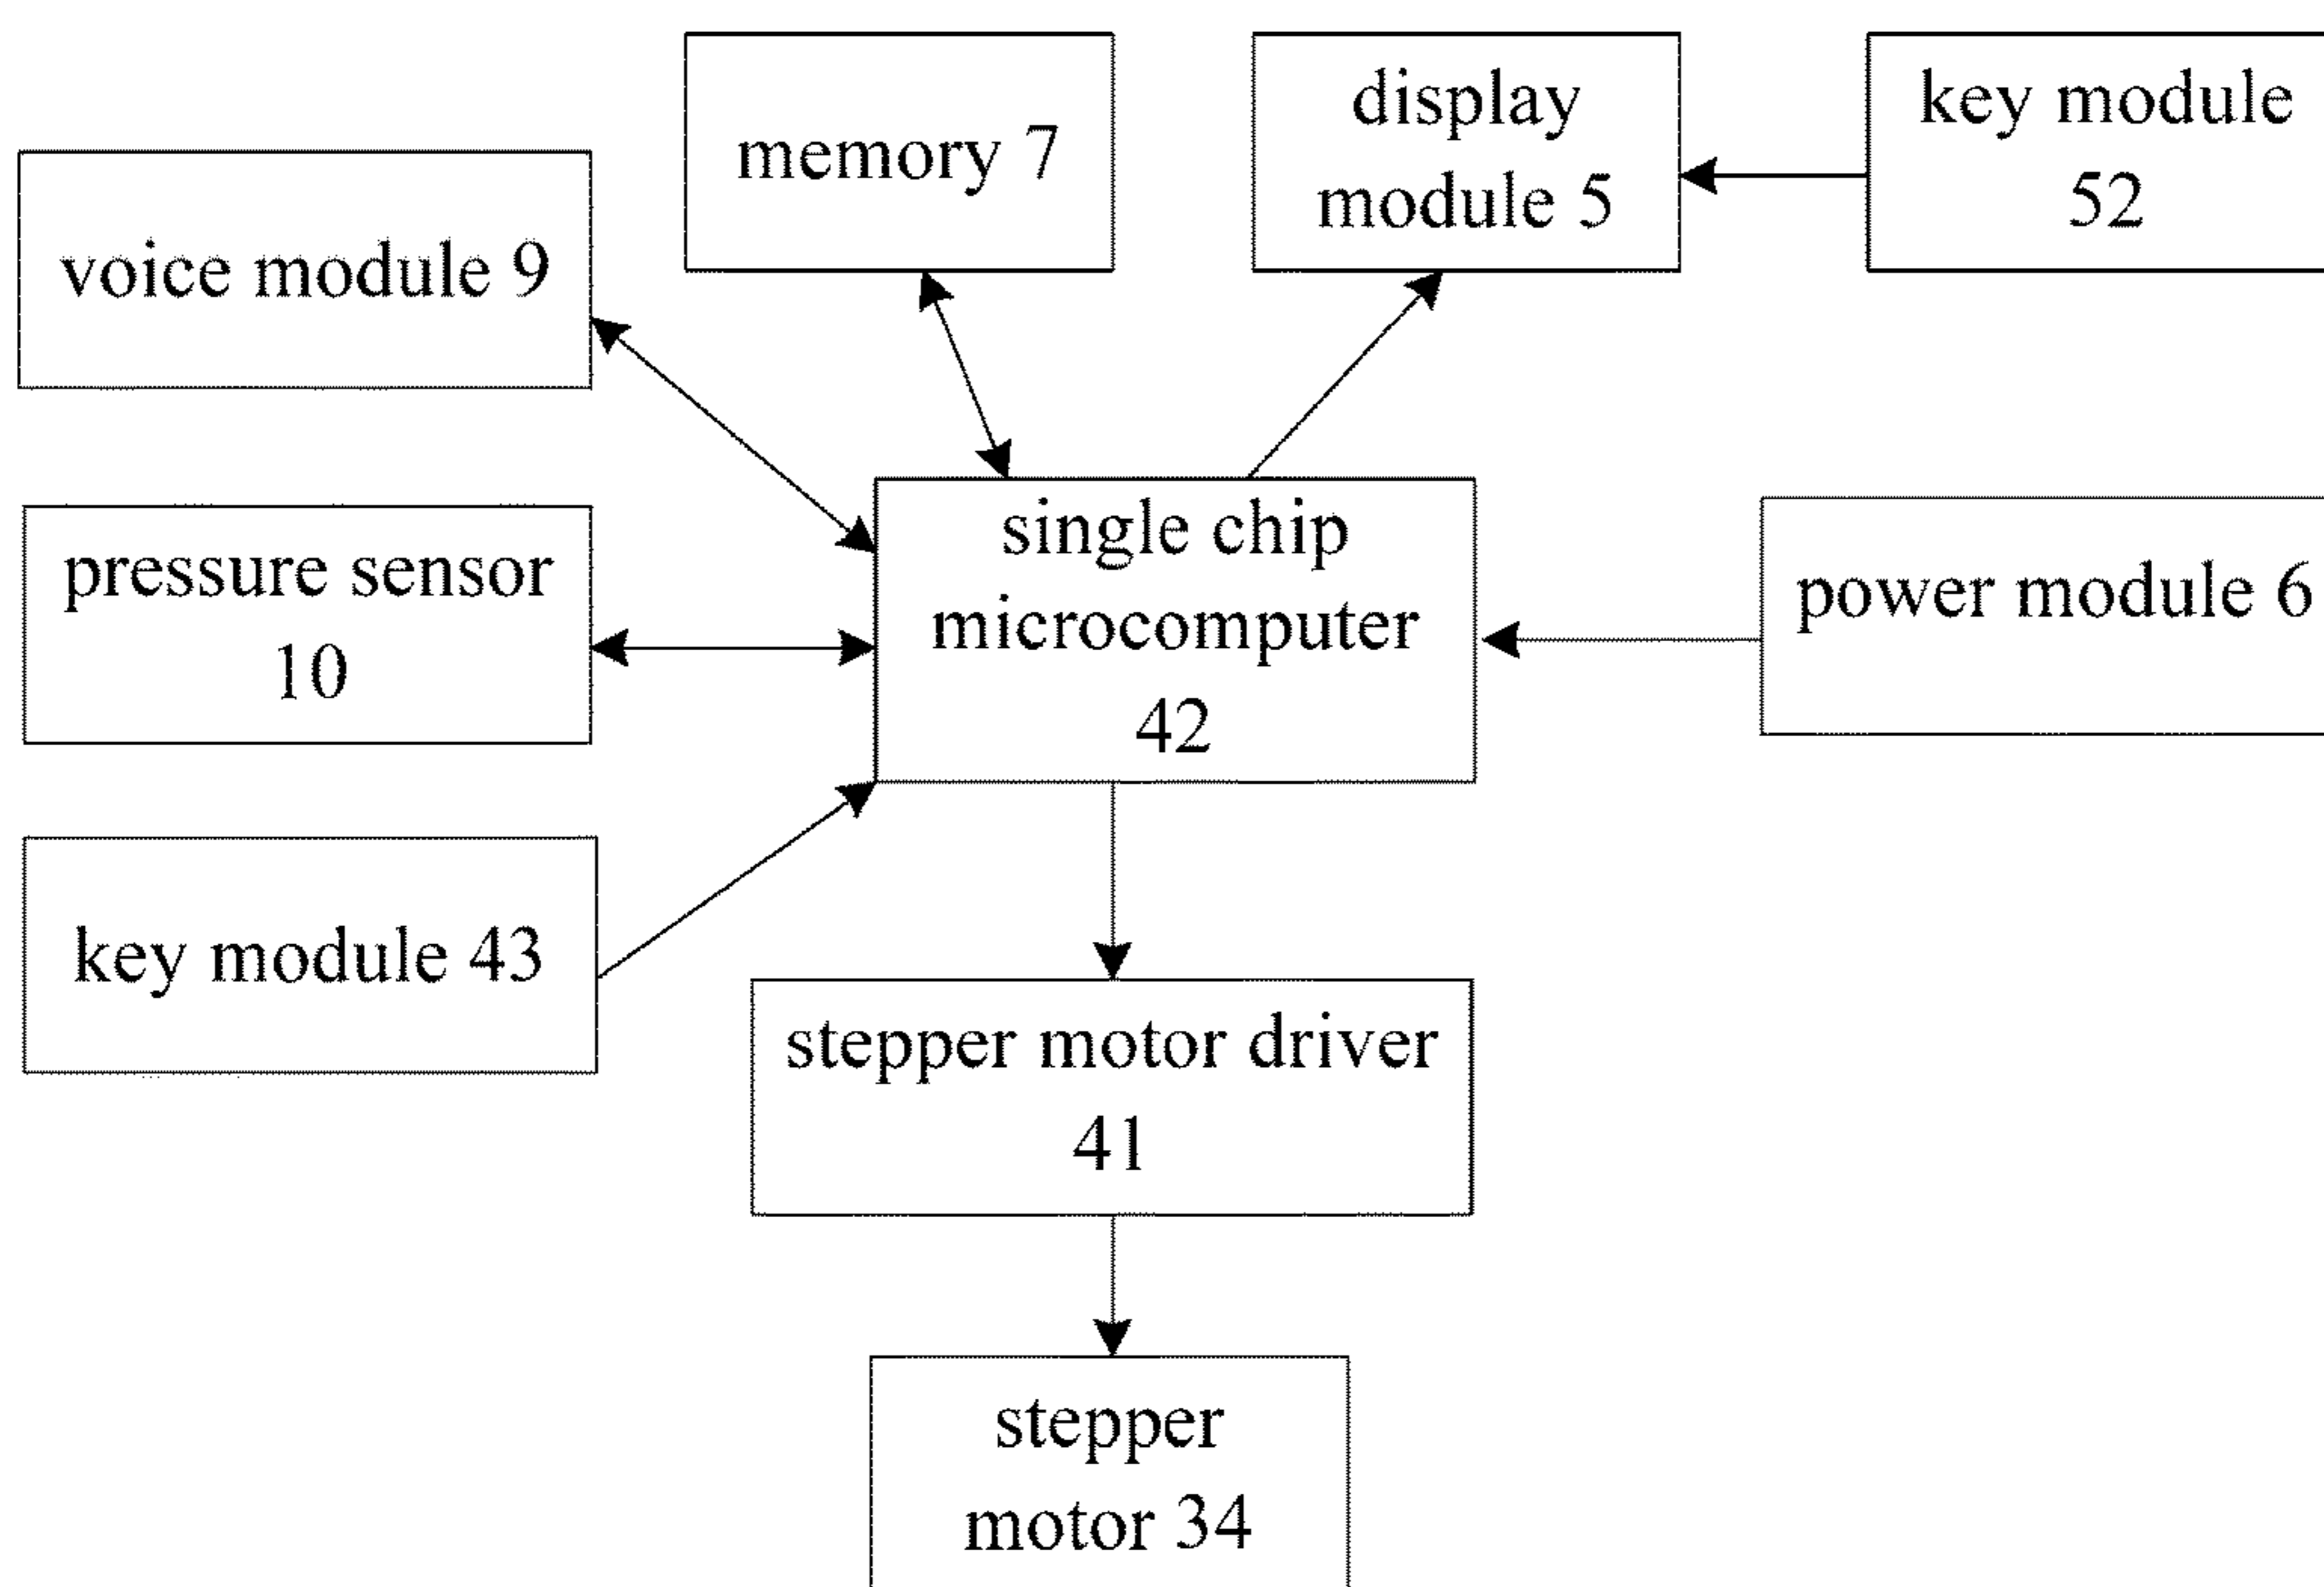 memory 7
display
module 5
key module
52
voice module 9
single chip
microcomputer
42
pressure sensor
10
power module 6
key module 43
stepper motor driver
41
stepper
motor 34